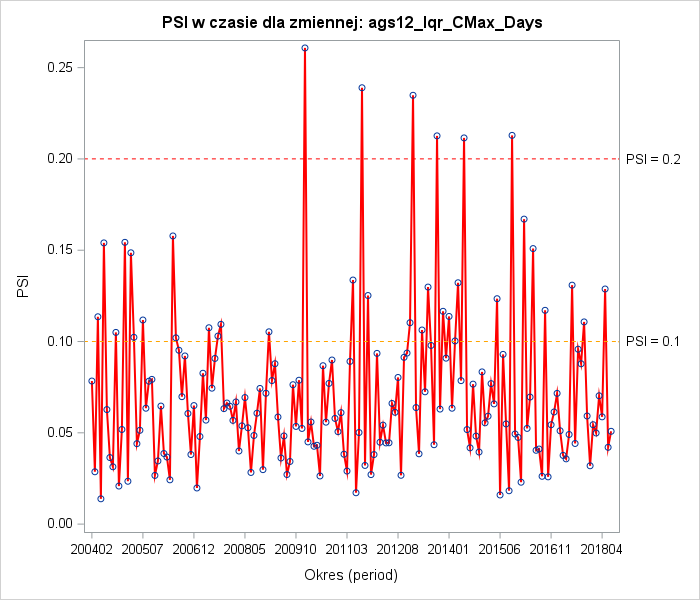 PSI w czasie dla zmiennej: ags12_Iqr_CMax_Days
0.25
0.20
0.15
0.10
0.05
0.00
PSI
PSI = 0.2
PSI = 0.1
200402 200507 200612 200805 200910 201103 201208 201401 201506 201611 201804
Okres (period)